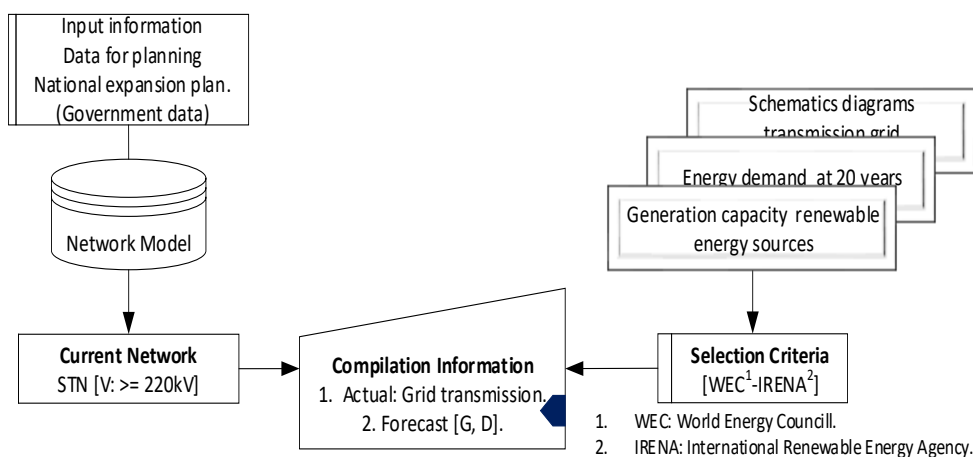 Input information
Data for planning
National expansion plan.
(Government data)
Network Model
Current Network
STN [V: >= 220kV]
Compilation Information
1. Actual: Grid transmission.
2. Forecast [G, D].
Schematics diagrams
transmission grid
Energy demand at 20 years
Generation capacity renewable
energy sources
Selection Criteria
[WEC¹-IRENA²]
1. WEC: World Energy Councill.
2. IRENA: International Renewable Energy Agency.